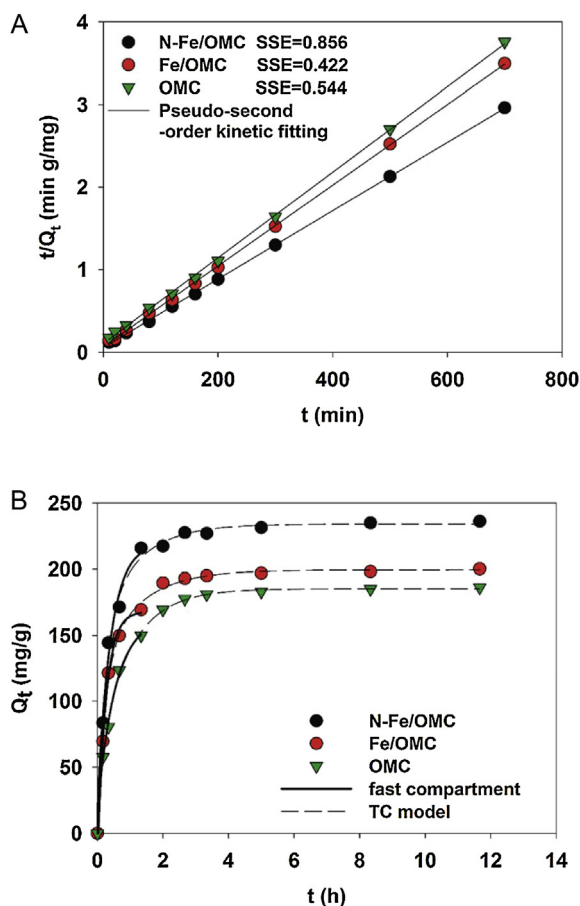 A
N-Fe/OMC SSE=0.856
Fe/OMC SSE=0.422
OMC SSE=0.544
Pseudo-second
-order kinetic fitting
t/Qt (min g/mg)
4
3
2
1
0
0 200 400 600 800
t (min)
B
Qt (mg/g)
250
200
150
100
50
0
N-Fe/OMC
Fe/OMC
OMC
fast compartment
TC model
0 2 4 6 8 10 12 14
t (h)